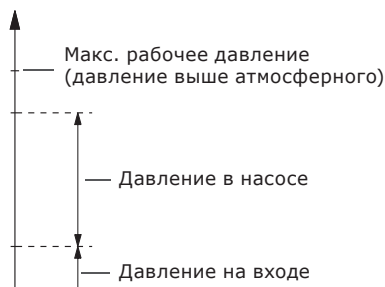 Макс. рабочее давление
(давление выше атмосферного)
Давление в насосе
Давление на входе